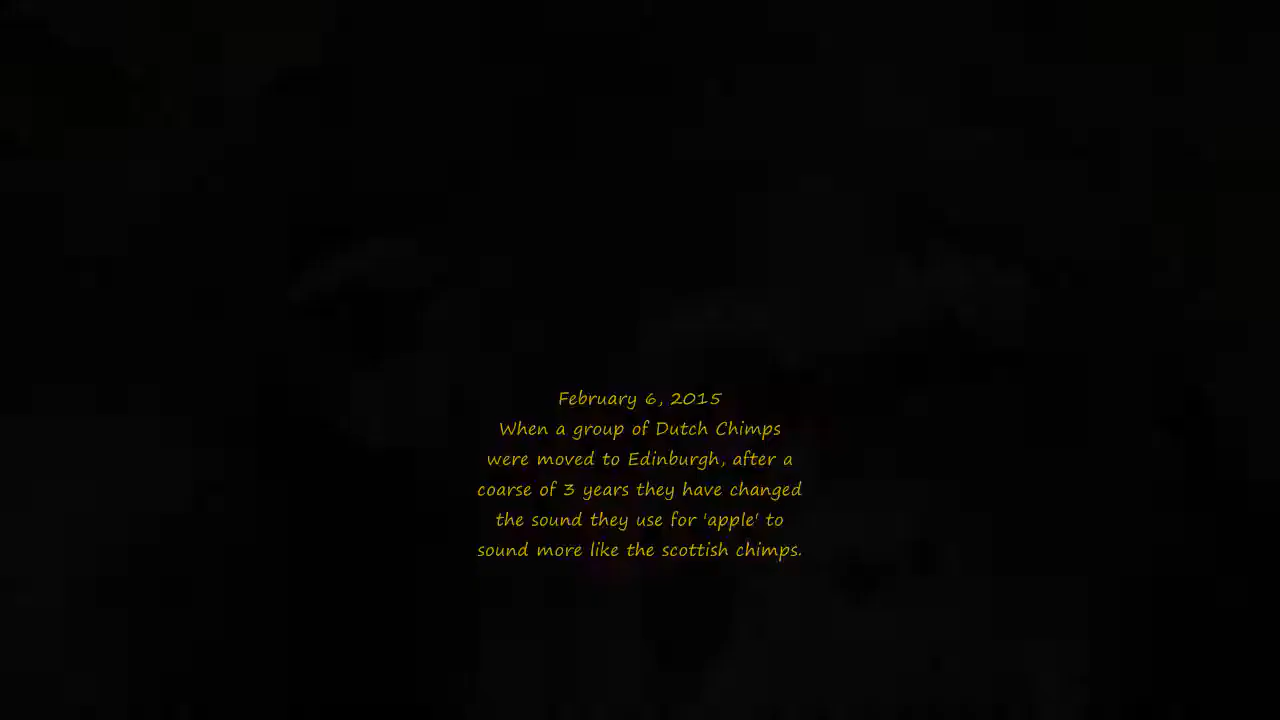 February 6, 2015
When a group of Dutch Chimps
were moved to Edinburgh, after a
coarse of 3 years they have changed
the sound they use for 'apple' to
sound more like the scottish chimps.